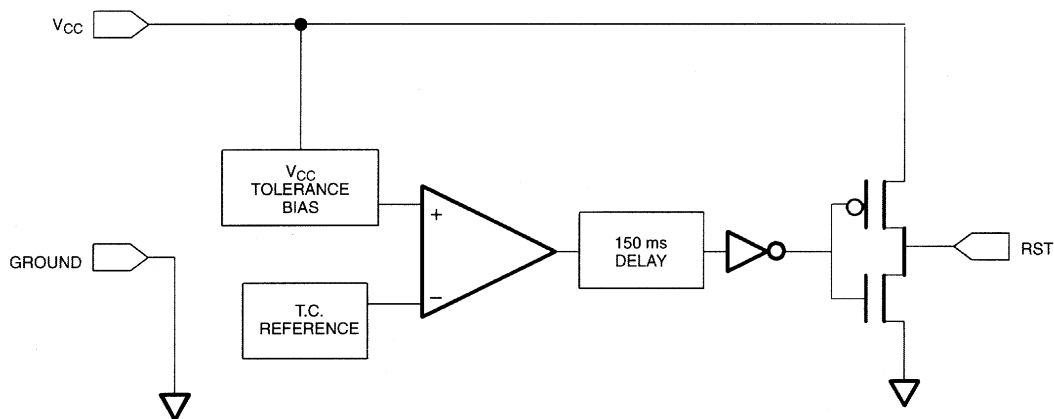 VCC
VCC
TOLERANCE
BIAS
+
−
150 ms
DELAY
RST
GROUND
T.C.
REFERENCE